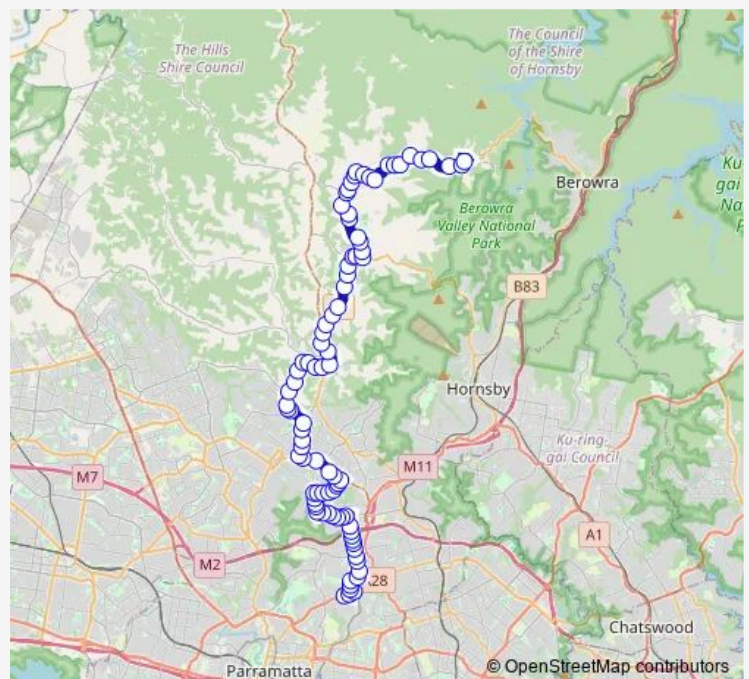 The Hills
Shire Council
The Council
of the Shire
of Hornsby
Berowra
Ku-
gai
Na
P
Berowra
Valley National
Park
B83
Hornsby
Ku-ring-
gai Council
M11
M7
A1
M2
A28
Chatswood
Parramatta
© OpenStreetMap contributors